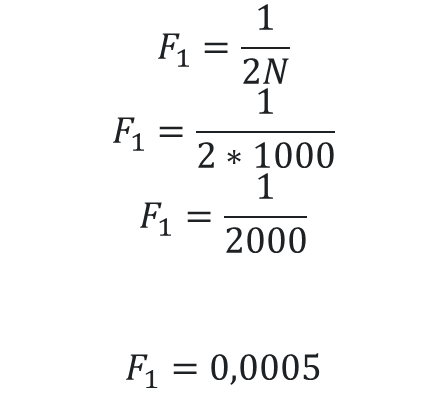 F₁ = 1/2N
F₁ = 1/2 * 1000
F₁ = 1/2000
F₁ = 0,0005